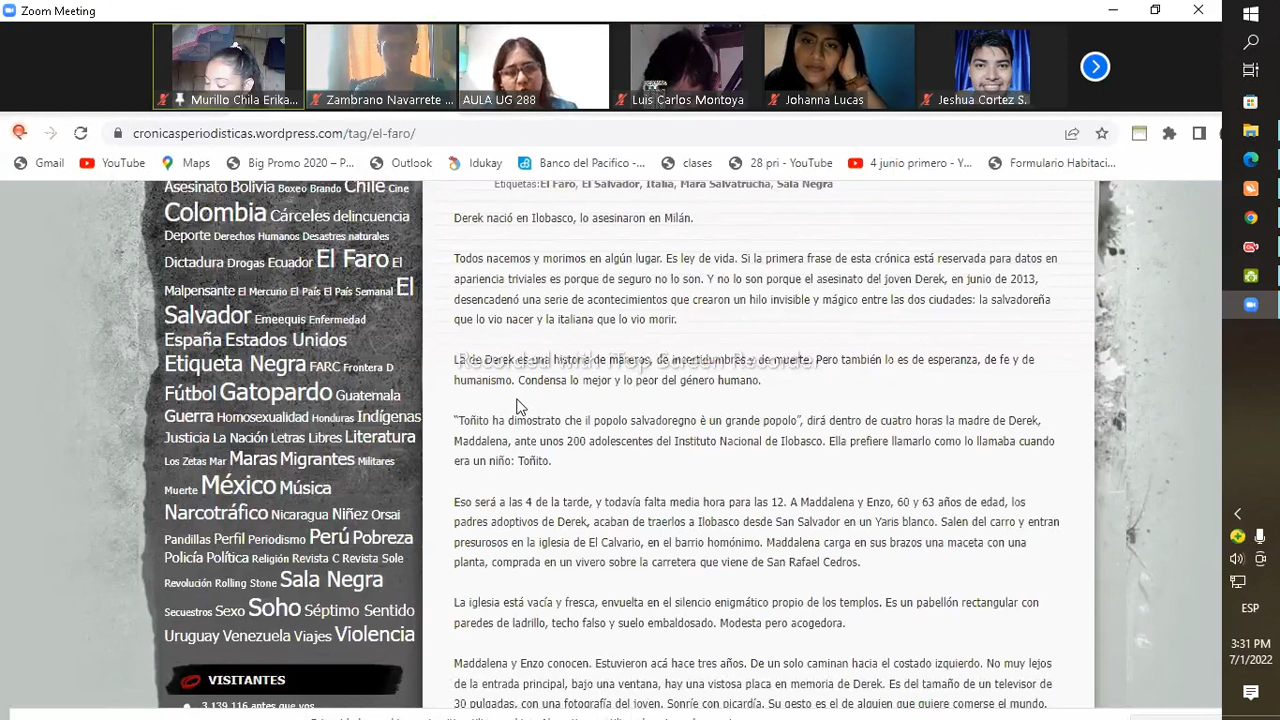 Zoom Meeting
Murillo Chila Erika...
Zambrano Navarrete ...
AULA UG 288
Luis Carlos Montoya
Johanna Lucas
Jeshua Cortez S.
cronicasperiodisticas.wordpress.com/tag/el-faro/
Gmail
YouTube
Maps
Big Promo 2020 – P...
Outlook
Idukay
Banco del Pacifico -...
clases
28 pri - YouTube
4 junio primero - Y...
Formulario Habitaci...
Asesinato Bolivia Boxeo Brando Chile Cine
Colombia Cárceles delincuencia
Deporte Derechos Humanos Desastres naturales
Dictadura Drogas Ecuador El Faro El
Malpensante El Mercurio El País El País Semanal El
Salvador Emeequis Enfermedad
España Estados Unidos
Etiqueta Negra FARC Frontera D
Fútbol Gatopardo Guatemala
Guerra Homosexualidad Honduras Indígenas
Justicia La Nación Letras Libres Literatura
Los Zetas Mar Maras Migrantes Militares
Muerte México Música
Narcotráfico Nicaragua Niñez Orsai
Pandillas Perfil Periodismo Perú Pobreza
Policía Política Religión Revista C Revista Sole
Revolución Rolling Stone Sala Negra
Secuestros Sexo Soho Séptimo Sentido
Uruguay Venezuela Viajes Violencia
VISITANTES
3.139.116 antes que vos
Etiquetas:El Faro, El Salvador, Italia, Mara Salvatrucha, Sala Negra
Derek nació en Ilobasco, lo asesinaron en Milán.
Todos nacemos y morimos en algún lugar. Es ley de vida. Si la primera frase de esta crónica está reservada para datos en
apariencia triviales es porque de seguro no lo son. Y no lo son porque el asesinato del joven Derek, en junio de 2013,
desencadenó una serie de acontecimientos que crearon un hilo invisible y mágico entre las dos ciudades: la salvadoreña
que lo vio nacer y la italiana que lo vio morir.
La de Derek es una historia de mareros, de incertidumbres y de muerte. Pero también lo es de esperanza, de fe y de
humanismo. Condensa lo mejor y lo peor del género humano.
Recorded with iTop Screen Recorder
“Toñito ha dimostrato che il popolo salvadoregno è un grande popolo”, dirá dentro de cuatro horas la madre de Derek,
Maddalena, ante unos 200 adolescentes del Instituto Nacional de Ilobasco. Ella prefiere llamarlo como lo llamaba cuando
era un niño: Toñito.
Eso será a las 4 de la tarde, y todavía falta media hora para las 12. A Maddalena y Enzo, 60 y 63 años de edad, los
padres adoptivos de Derek, acaban de traerlos a Ilobasco desde San Salvador en un Yaris blanco. Salen del carro y entran
presurosos en la iglesia de El Calvario, en el barrio homónimo. Maddalena carga en sus brazos una maceta con una
planta, comprada en un vivero sobre la carretera que viene de San Rafael Cedros.
La iglesia está vacía y fresca, envuelta en el silencio enigmático propio de los templos. Es un pabellón rectangular con
paredes de ladrillo, techo falso y suelo embaldosado. Modesta pero acogedora.
Maddalena y Enzo conocen. Estuvieron acá hace tres años. De un solo caminan hacia el costado izquierdo. No muy lejos
de la entrada principal, bajo una ventana, hay una vistosa placa en memoria de Derek. Es del tamaño de un televisor de
30 pulgadas, con una fotografía del joven. Sonríe con picardía. Su gesto es el de alguien que quiere comerse el mundo.
ESP
3:31 PM
7/1/2022